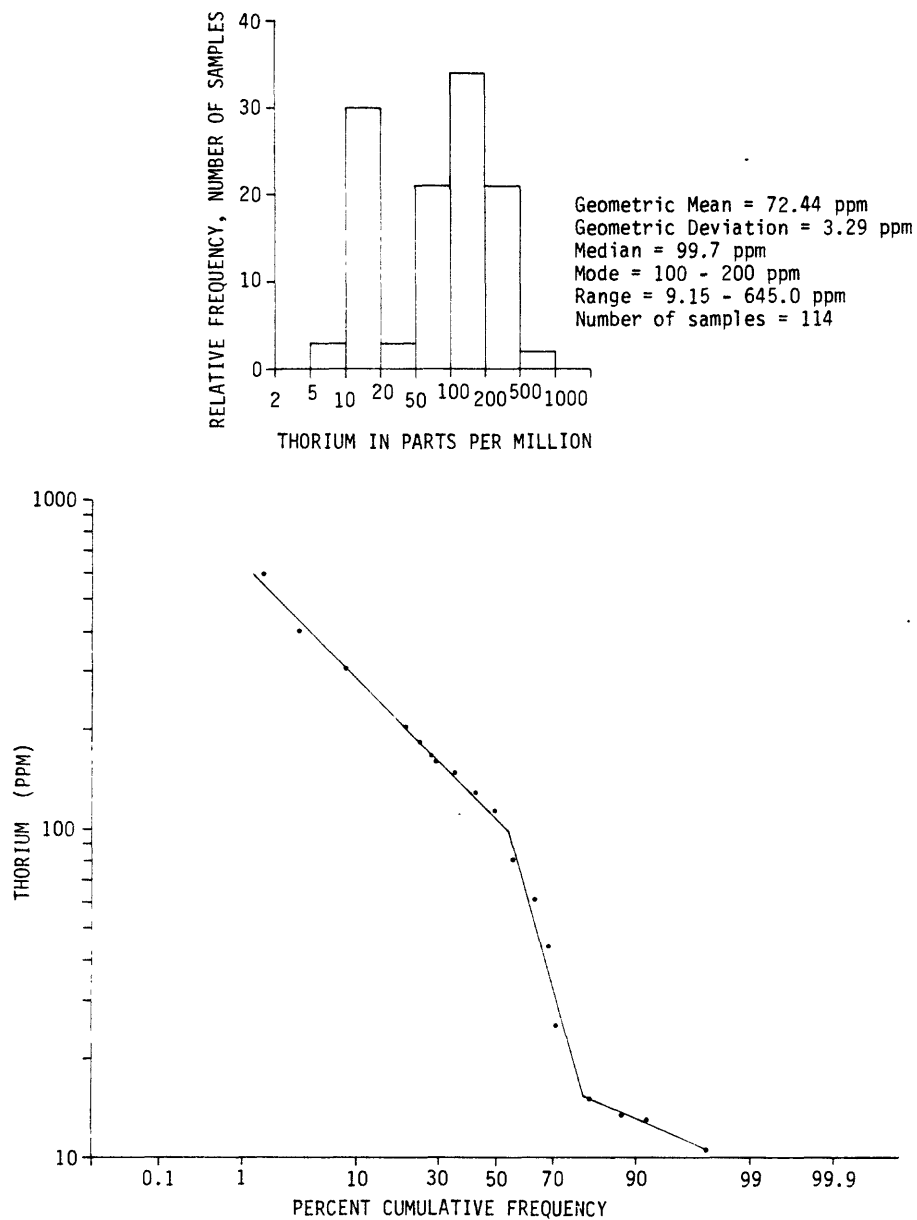 RELATIVE FREQUENCY, NUMBER OF SAMPLES
40
30
20
10
0
2 5 10 20 50 100 200 500 1000
THORIUM IN PARTS PER MILLION
Geometric Mean = 72.44 ppm
Geometric Deviation = 3.29 ppm
Median = 99.7 ppm
Mode = 100 - 200 ppm
Range = 9.15 - 645.0 ppm
Number of samples = 114
THORIUM (PPM)
1000
100
10
0.1 1 10 30 50 70 90 99 99.9
PERCENT CUMULATIVE FREQUENCY